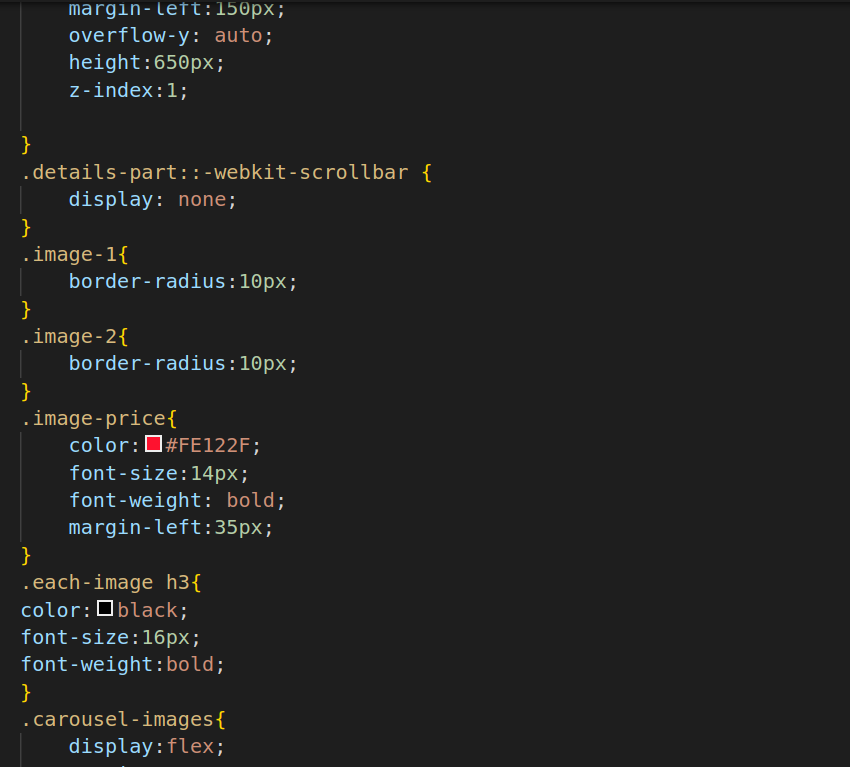 margin-left:150px;
overflow-y: auto;
height:650px;
z-index:1;
}
.details-part::-webkit-scrollbar {
display: none;
}
.image-1{
border-radius:10px;
}
.image-2{
border-radius:10px;
}
.image-price{
color:#FE122F;
font-size:14px;
font-weight: bold;
margin-left:35px;
}
.each-image h3{
color:black;
font-size:16px;
font-weight:bold;
}
.carousel-images{
display:flex;